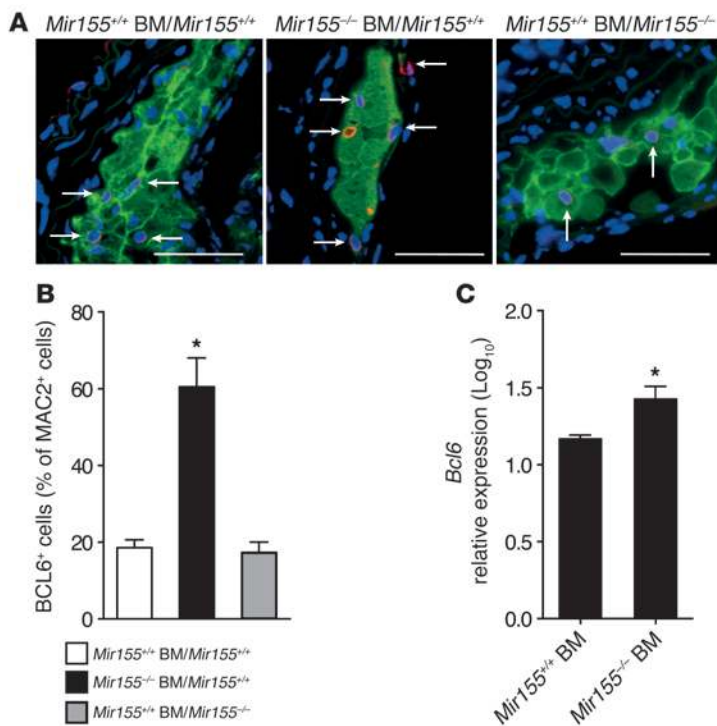 A
Mir155+/+ BM/Mir155+/+
Mir155–/– BM/Mir155+/+
Mir155+/+ BM/Mir155–/–
B
BCL6+ cells (% of MAC2+ cells)
80
60
40
20
0
*
Mir155+/+ BM/Mir155+/+
Mir155–/– BM/Mir155+/+
Mir155+/+ BM/Mir155–/–
C
Bcl6
relative expression (Log10)
2.0
1.5
1.0
0.5
0.0
*
Mir155+/+ BM
Mir155–/– BM